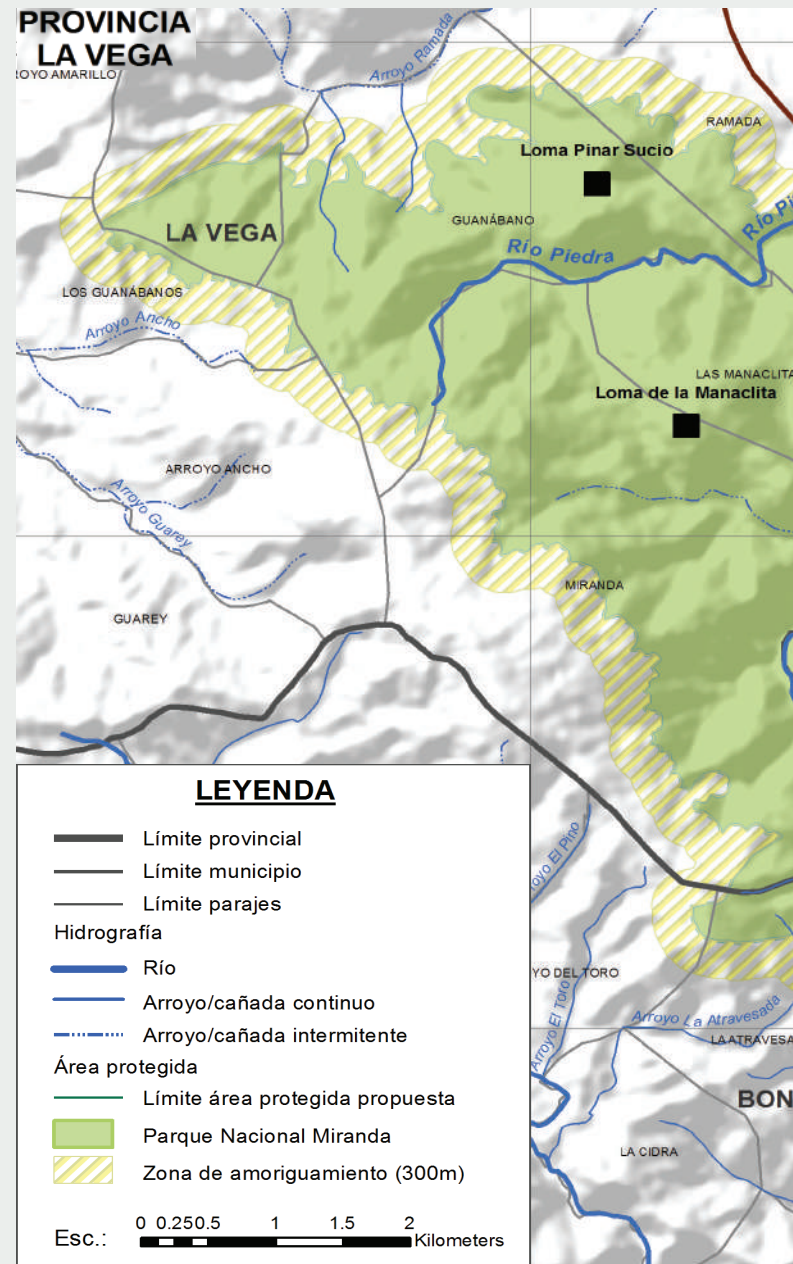 PROVINCIA
LA VEGA
ROYO AMARILLO
Arroyo Ramada
RAMADA
Loma Pinar Sucio
GUANÁBANO
LA VEGA
Río Piedra
Río Pi
LOS GUANÁBANOS
Arroyo Ancho
LAS MANACLITA
Loma de la Manaclita
ARROYO ANCHO
Arroyo Guarey
MIRANDA
GUAREY
LEYENDA
Límite provincial
Límite municipio
Límite parajes
Hidrografía
Río
Arroyo/cañada continuo
Arroyo/cañada intermitente
Área protegida
Límite área protegida propuesta
Parque Nacional Miranda
Zona de amoriguamiento (300m)
Esc.: 0 0.25 0.5 1 1.5 2 Kilometers
royo El Pino
YO DEL TORO
Arroyo El Toro
Arroyo La Atravesada
LA ATRAVESA
BON
LA CIDRA